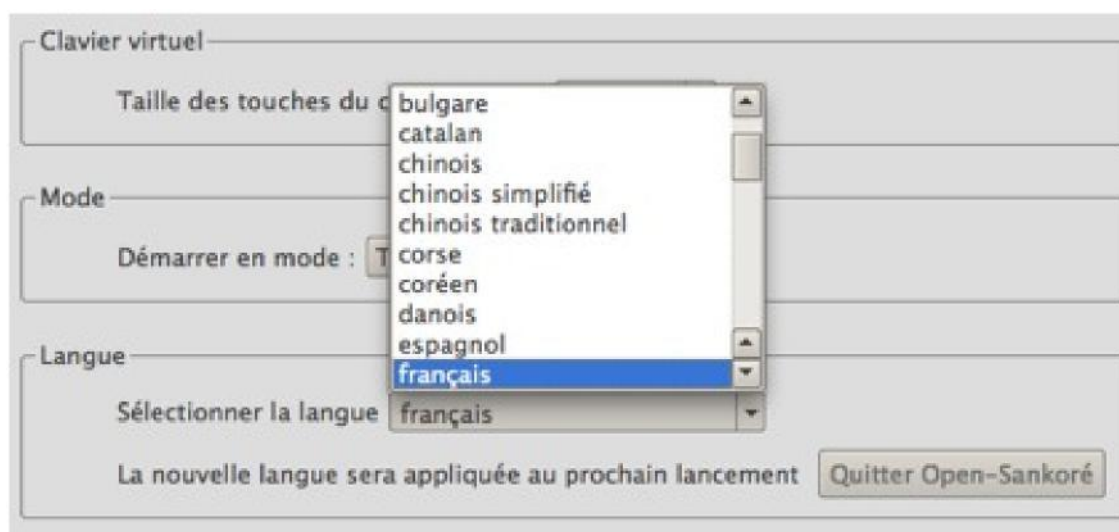 Clavier virtuel
Taille des touches du
bulgare
catalan
chinois
chinois simplifié
chinois traditionnel
corse
coréen
danois
espagnol
français
Mode
Démarrer en mode :
Langue
Sélectionner la langue français
La nouvelle langue sera appliquée au prochain lancement Quitter Open-Sankoré